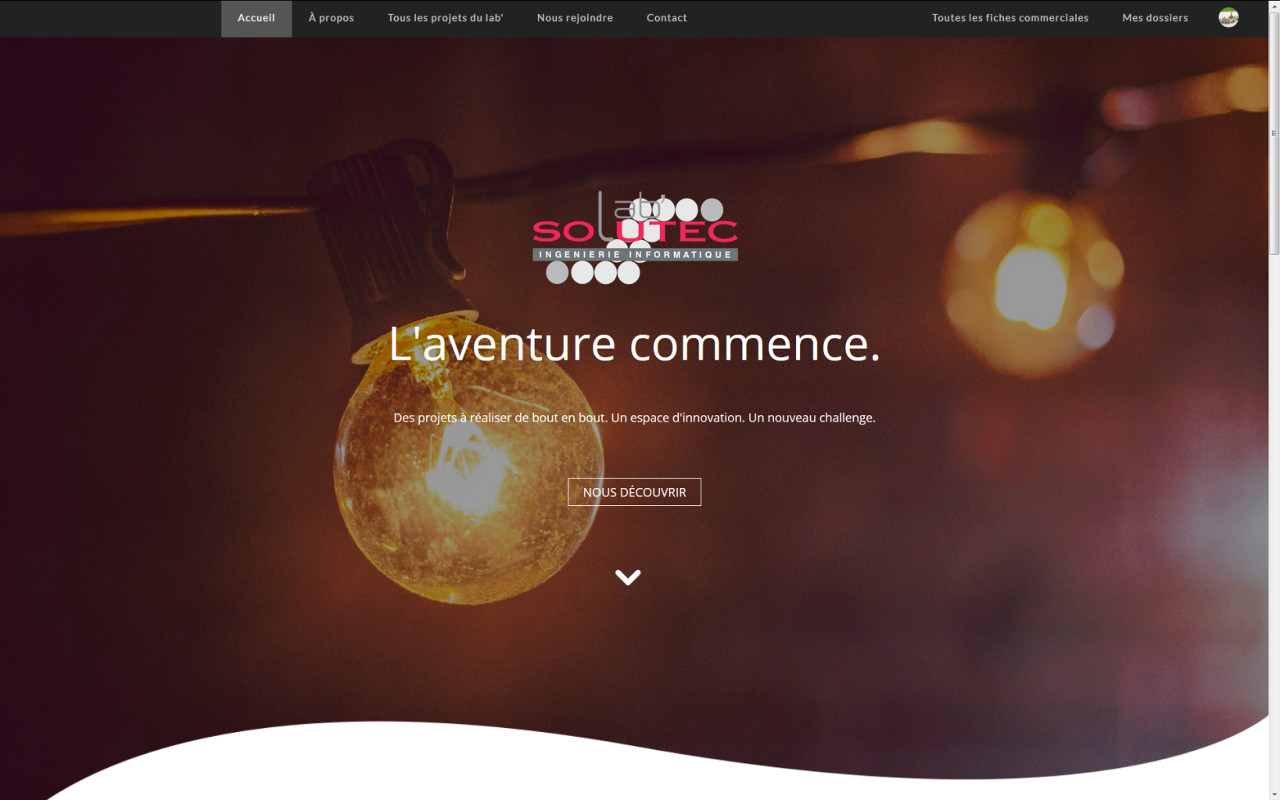 Accueil
À propos
Tous les projets du lab'
Nous rejoindre
Contact
Toutes les fiches commerciales
Mes dossiers
Lab'
SOLUTEC
INGENIERIE INFORMATIQUE
L'aventure commence.
Des projets à réaliser de bout en bout. Un espace d'innovation. Un nouveau challenge.
NOUS DÉCOUVRIR